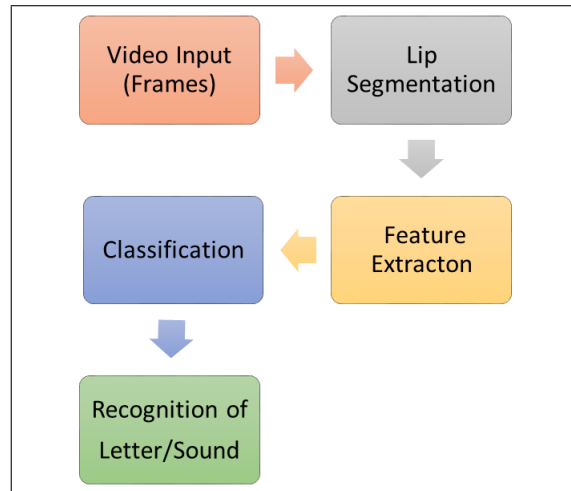 Video Input
(Frames)
Lip
Segmentation
Feature
Extracton
Classification
Recognition of
Letter/Sound